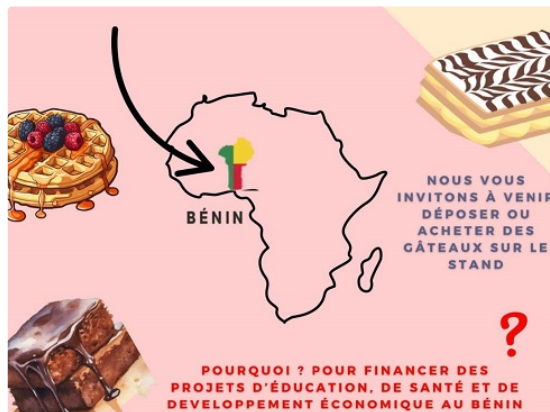 BÉNIN
NOUS VOUS
INVITONS À VENIR
DÉPOSER OU
ACHETER DES
GÂTEAUX SUR LE
STAND
?
POURQUOI ? POUR FINANCER DES
PROJETS D'ÉDUCATION, DE SANTÉ ET DE
DEVELOPPEMENT ÉCONOMIQUE AU BÉNIN